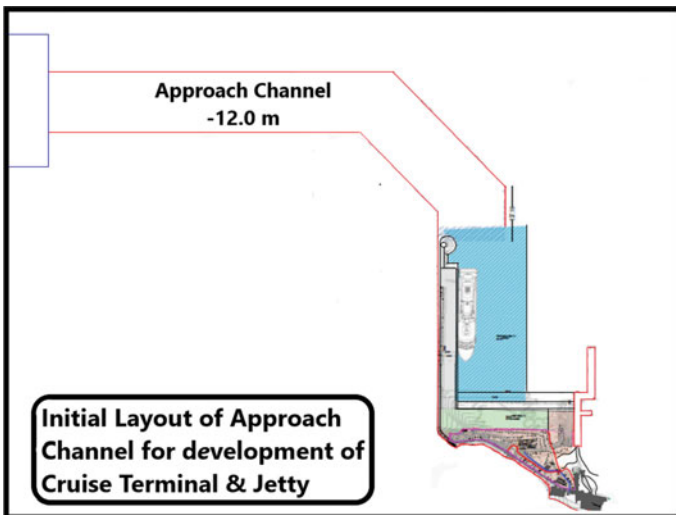 Approach Channel
-12.0 m
Initial Layout of Approach
Channel for development of
Cruise Terminal & Jetty